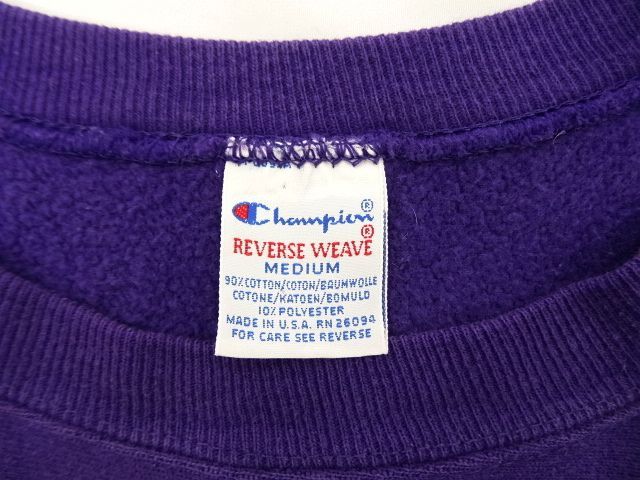 Champion®
REVERSE WEAVE®
MEDIUM
90% COTTON/COTON/BAUMWOLLE
COTONE/KATOEN/BOMULD
10% POLYESTER
MADE IN U.S.A. RN 26094
FOR CARE SEE REVERSE